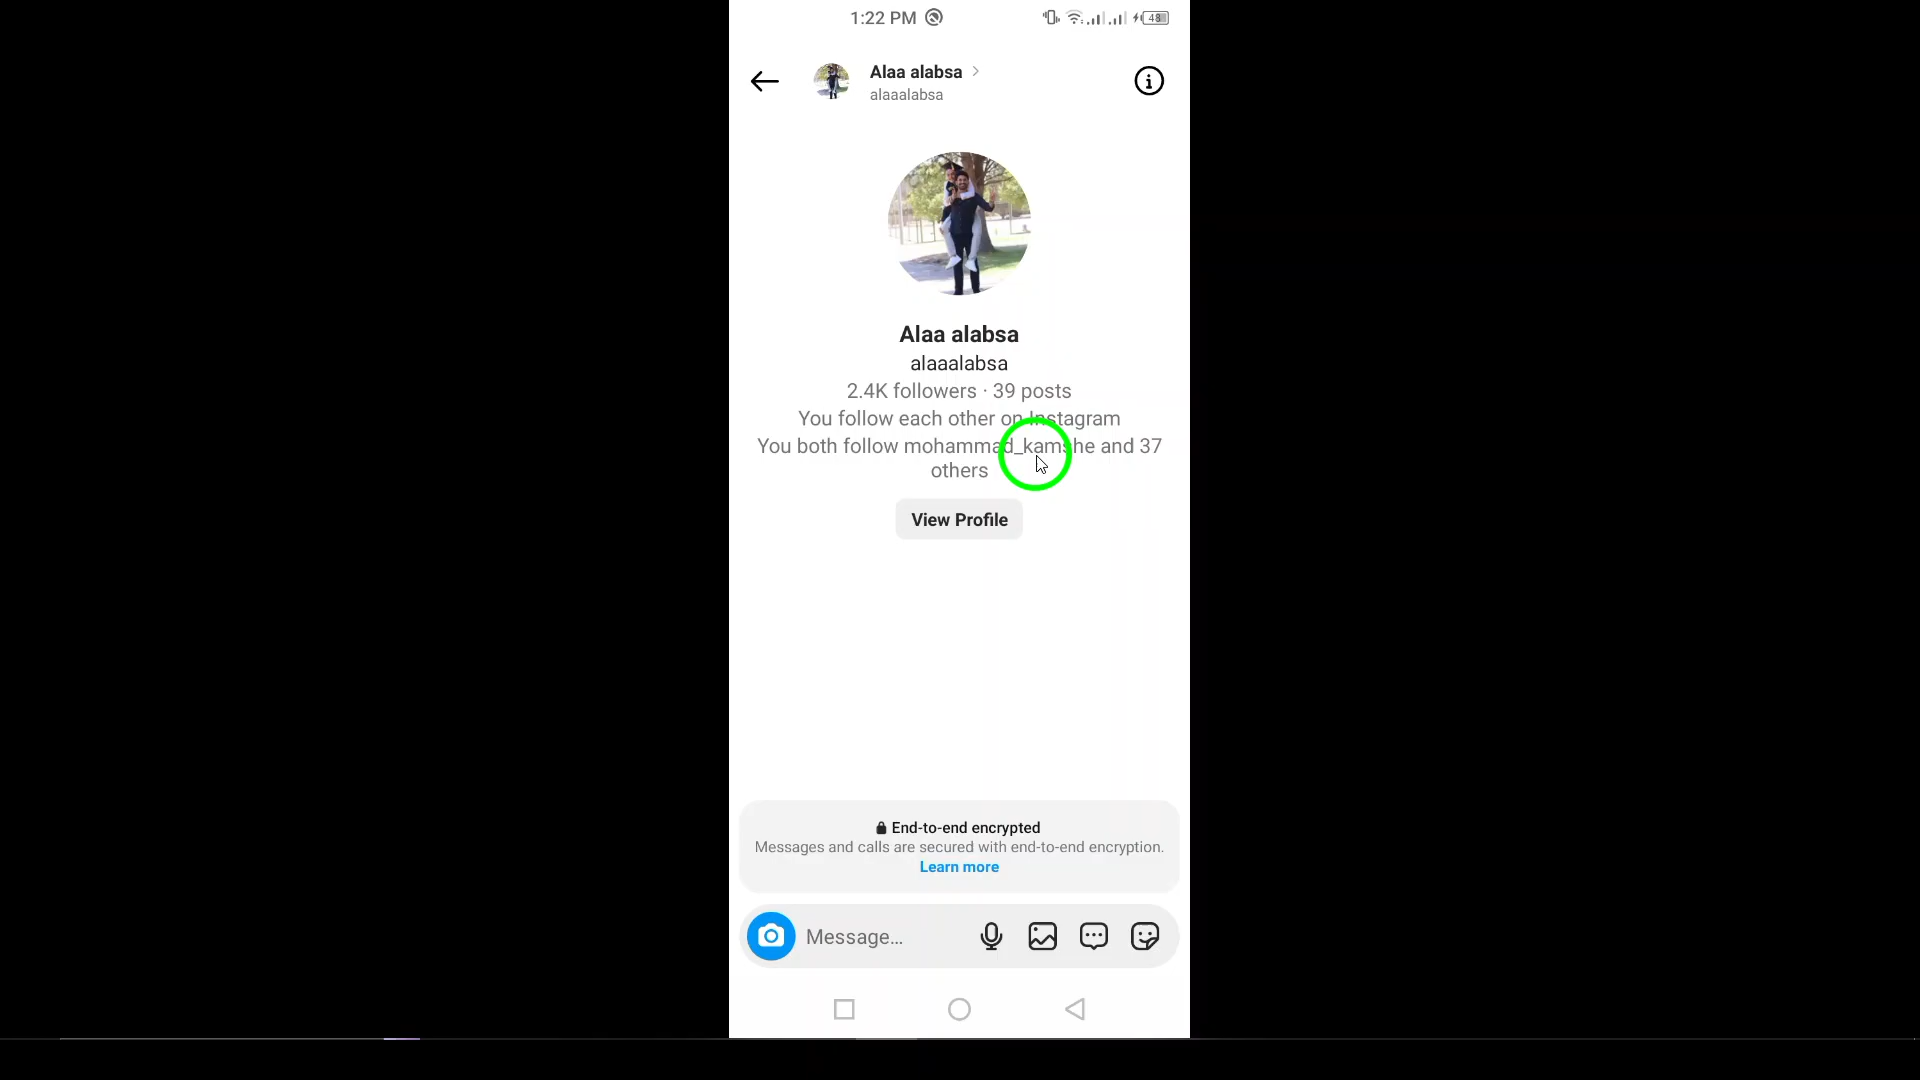 1:22 PM
48
Alaa alabsa
alaaalabsa
Alaa alabsa
alaaalabsa
2.4K followers · 39 posts
You follow each other on Instagram
You both follow mohammad_kamshe and 37
others
View Profile
End-to-end encrypted
Messages and calls are secured with end-to-end encryption.
Learn more
Message...